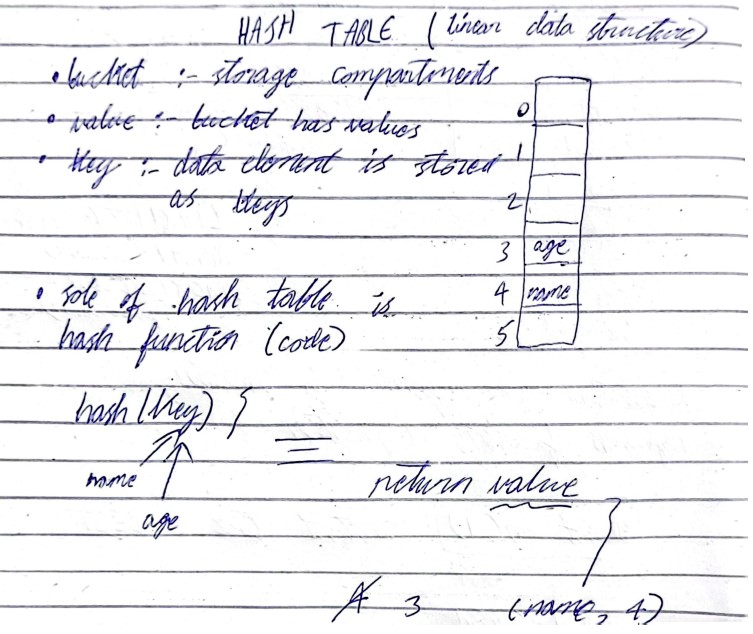 HASH TABLE (linear data structure)
• bucket :- storage compartments
• value :- bucket has values
• Key :- data element is stored
as Keys
0
1
2
3 age
4 name
5
• sole of hash table is
hash function (code)
hash(Key) {
name
age
return value
3 (name, 4)